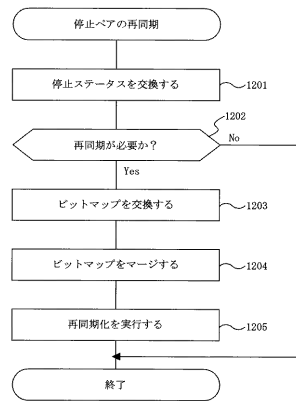 停止ペアの再同期
停止ステータスを交換する
1201
1202
再同期が必要か？
No
Yes
ビットマップを交換する
1203
ビットマップをマージする
1204
再同期化を実行する
1205
終了